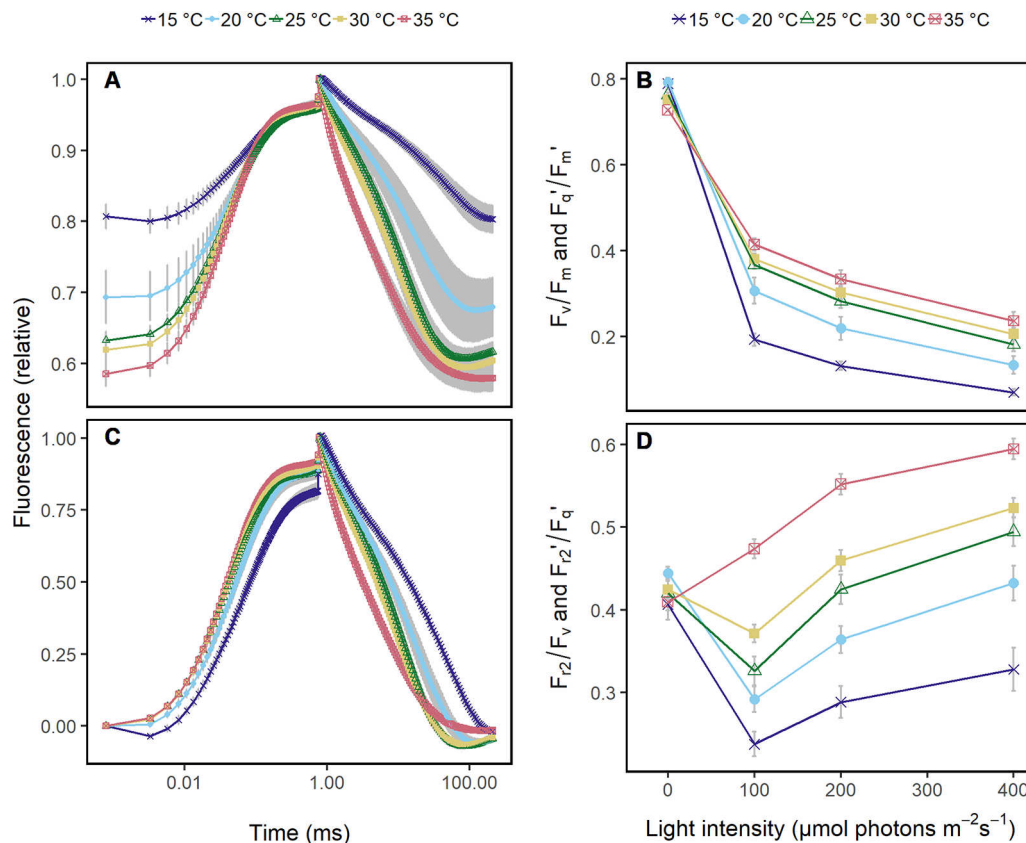 15 °C 20 °C 25 °C 30 °C 35 °C
15 °C 20 °C 25 °C 30 °C 35 °C
A
1.0
0.9
0.8
0.7
0.6
B
0.8
0.6
0.4
0.2
Fv/Fm and Fq'/Fm'
Fluorescence (relative)
C
1.00
0.75
0.50
0.25
0.00
0.01 1.00 100.00
Time (ms)
D
0.6
0.5
0.4
0.3
Fr2/Fv and Fr2'/Fq'
0 100 200 300 400
Light intensity (μmol photons m⁻²s⁻¹)